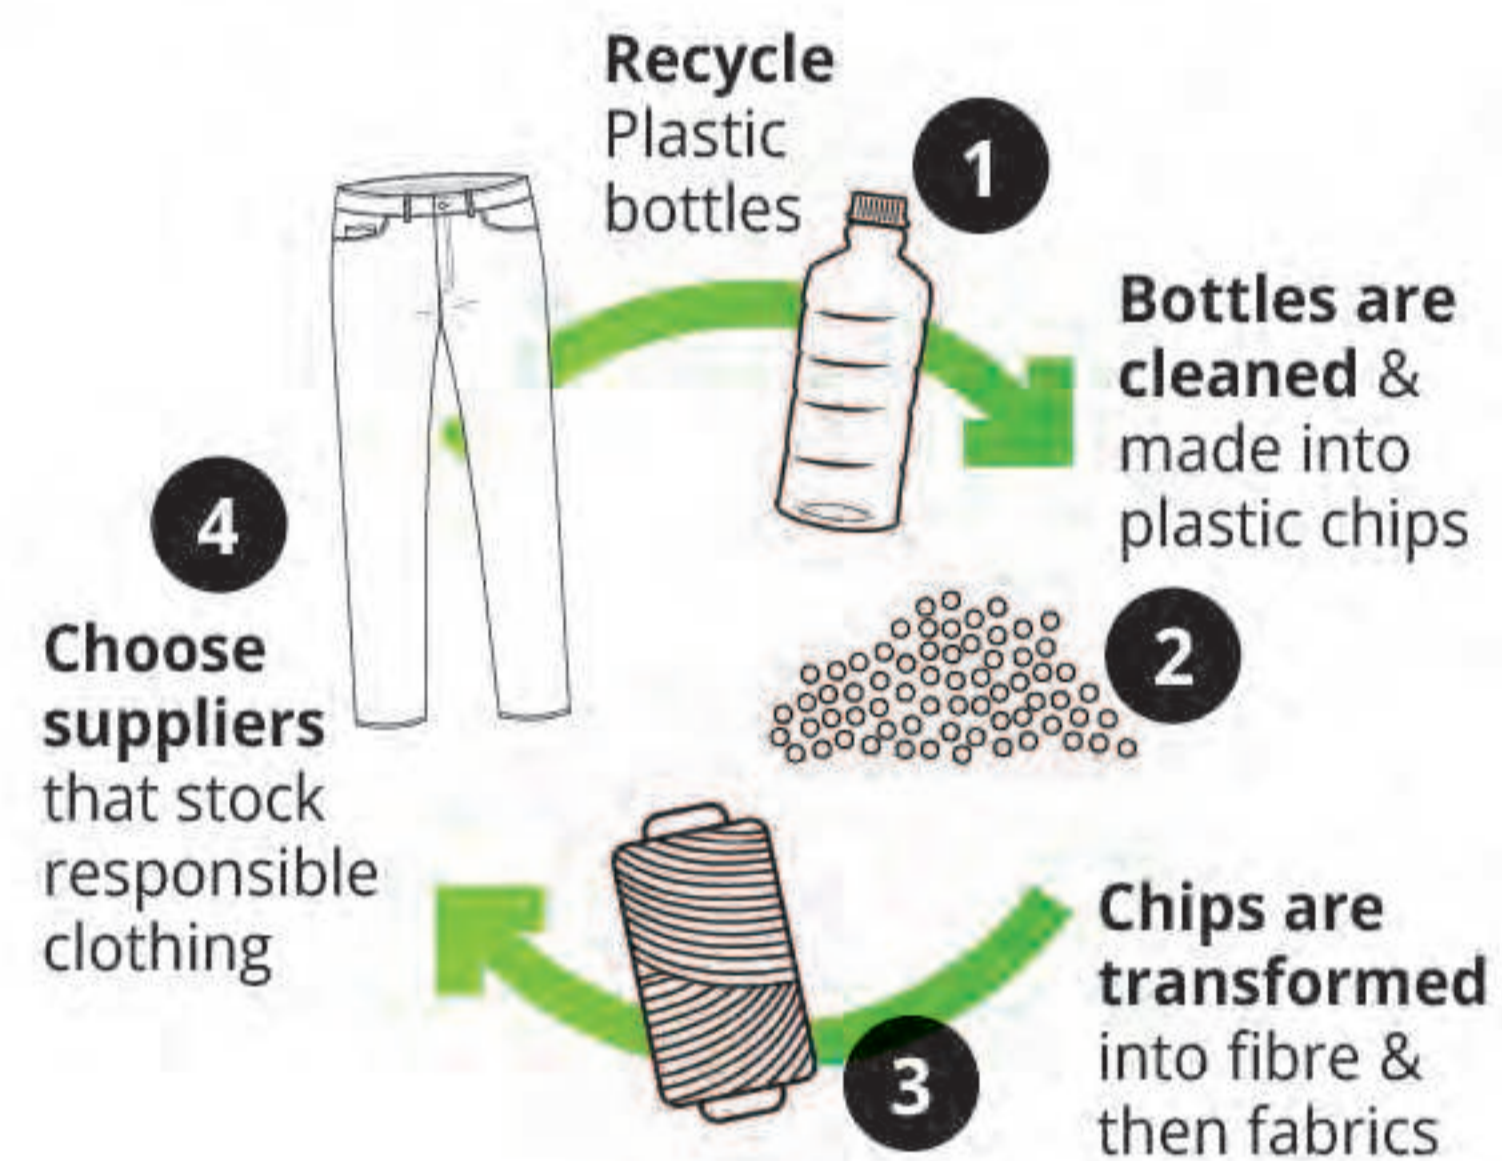 Recycle
Plastic
bottles
1
Bottles are
cleaned &
made into
plastic chips
2
Chips are
transformed
into fibre &
then fabrics
3
4
Choose
suppliers
that stock
responsible
clothing